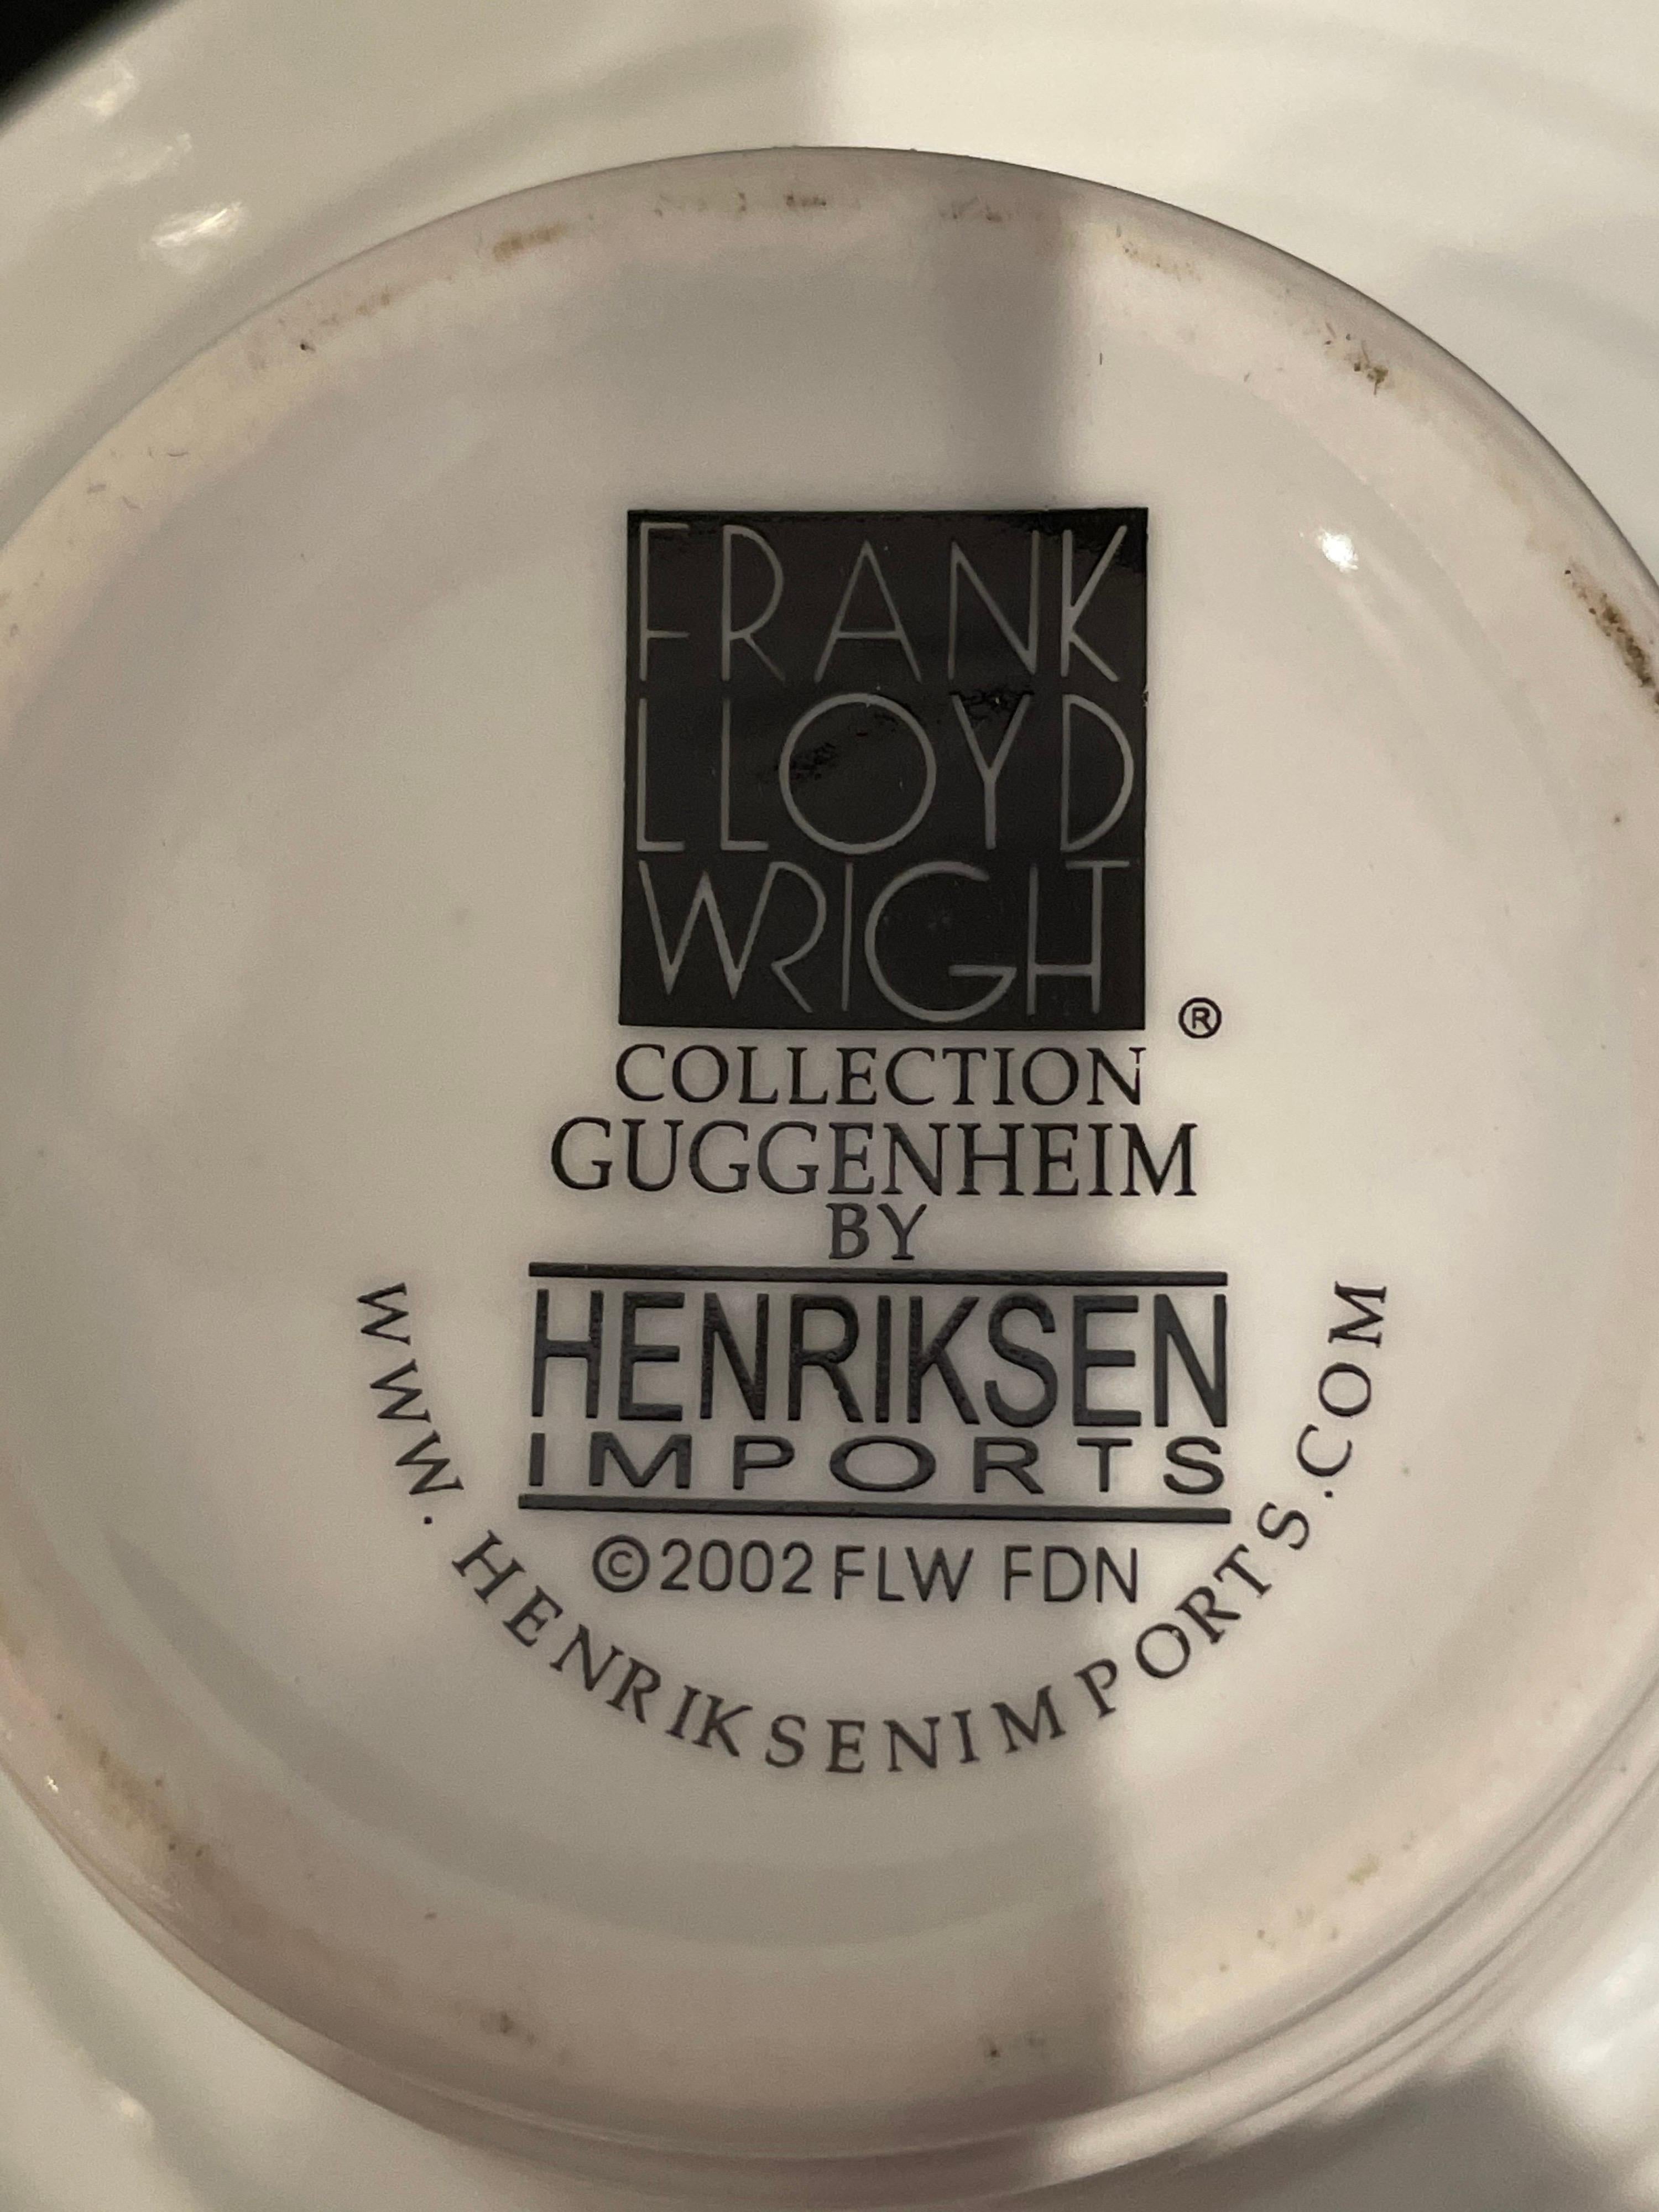 FRANK
LLOYD
WRIGHT
®
COLLECTION
GUGGENHEIM
BY
HENRIKSEN
IMPORTS
©2002 FLW FDN
WWW.HENRIKSENIMPORTS.COM